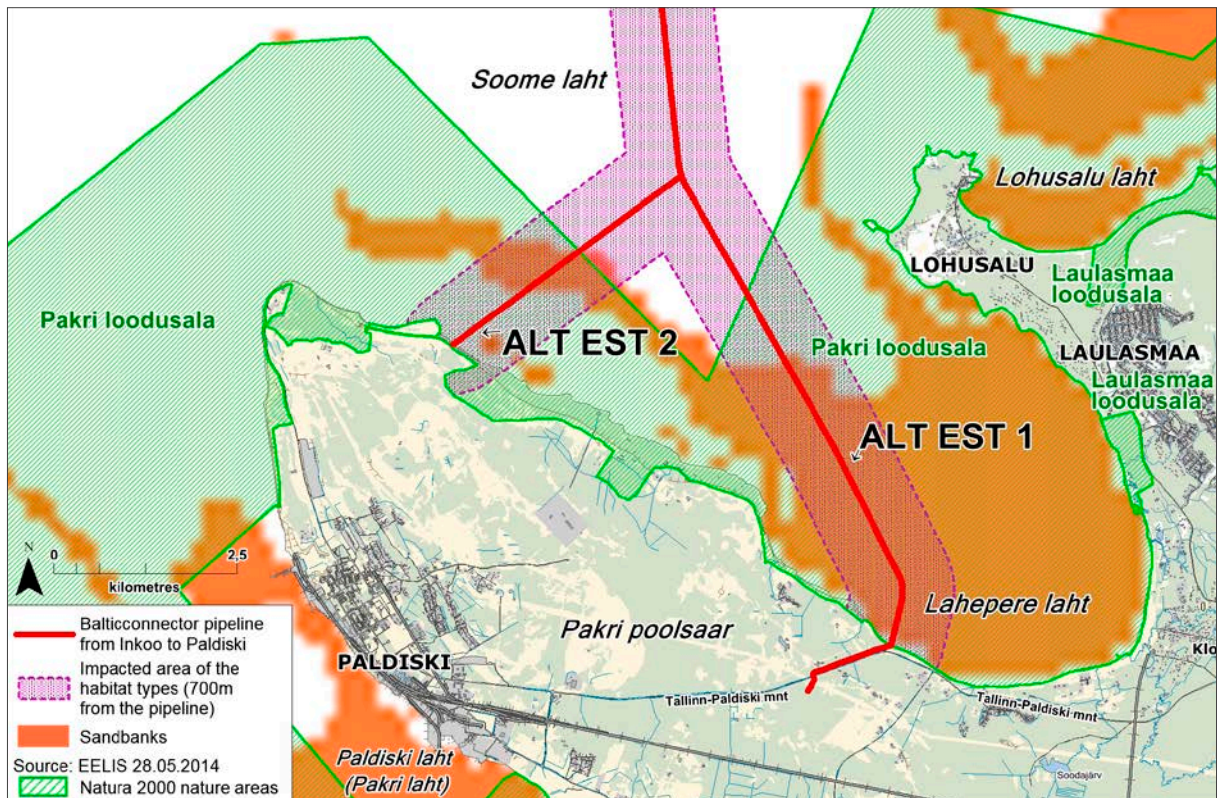 Soome laht
Lohusalu laht
LOHUSALU
Laulasmaa
loodusala
Pakri loodusala
ALT EST 2
Pakri loodusala
LAULASMAA
Laulasmaa
loodusala
ALT EST 1
N
0 2,5
kilometres
Lahepere laht
Pakri poolsaar
Klo
PALDISKI
Tallinn-Paldiski mnt
Tallinn-Paldiski mnt
Paldiski laht
(Pakri laht)
Soodajärv
Balticconnector pipeline
from Inkoo to Paldiski
Impacted area of the
habitat types (700m
from the pipeline)
Sandbanks
Source: EELIS 28.05.2014
Natura 2000 nature areas